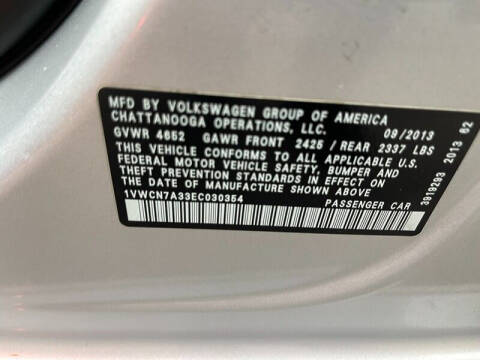 MFD BY VOLKSWAGEN GROUP OF AMERICA
CHATTANOOGA OPERATIONS, LLC. 09/2013
GVWR 4652 GAWR FRONT 2425 / REAR 2337 LBS
THIS VEHICLE CONFORMS TO ALL APPLICABLE U.S.
FEDERAL MOTOR VEHICLE SAFETY, BUMPER AND
THEFT PREVENTION STANDARDS IN EFFECT ON
THE DATE OF MANUFACTURE SHOWN ABOVE
1VWCN7A33EC030354 PASSENGER CAR
3919293 2013 62